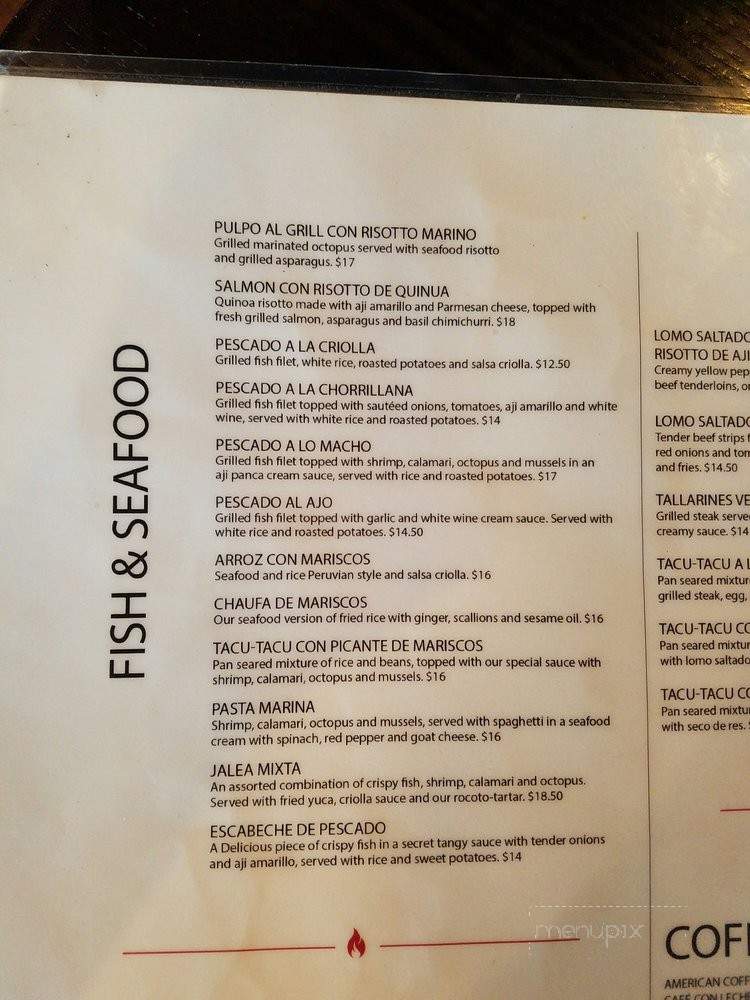 FISH & SEAFOOD
PULPO AL GRILL CON RISOTTO MARINO
Grilled marinated octopus served with seafood risotto
and grilled asparagus. $17
SALMON CON RISOTTO DE QUINUA
Quinoa risotto made with aji amarillo and Parmesan cheese, topped with
fresh grilled salmon, asparagus and basil chimichurri. $18
PESCADO A LA CRIOLLA
Grilled fish filet, white rice, roasted potatoes and salsa criolla. $12.50
PESCADO A LA CHORRILLANA
Grilled fish filet topped with sautéed onions, tomatoes, aji amarillo and white
wine, served with white rice and roasted potatoes. $14
PESCADO A LO MACHO
Grilled fish filet topped with shrimp, calamari, octopus and mussels in an
aji panca cream sauce, served with rice and roasted potatoes. $17
PESCADO AL AJO
Grilled fish filet topped with garlic and white wine cream sauce. Served with
white rice and roasted potatoes. $14.50
ARROZ CON MARISCOS
Seafood and rice Peruvian style and salsa criolla. $16
CHAUFA DE MARISCOS
Our seafood version of fried rice with ginger, scallions and sesame oil. $16
TACU-TACU CON PICANTE DE MARISCOS
Pan seared mixture of rice and beans, topped with our special sauce with
shrimp, calamari, octopus and mussels. $16
PASTA MARINA
Shrimp, calamari, octopus and mussels, served with spaghetti in a seafood
cream with spinach, red pepper and goat cheese. $16
JALEA MIXTA
An assorted combination of crispy fish, shrimp, calamari and octopus.
Served with fried yuca, criolla sauce and our rocoto-tartar. $18.50
ESCABECHE DE PESCADO
A Delicious piece of crispy fish in a secret tangy sauce with tender onions
and aji amarillo, served with rice and sweet potatoes. $14
LOMO SALTADO
RISOTTO DE AJI
Creamy yellow pep
beef tenderloins, o
LOMO SALTADO
Tender beef strips
red onions and tom
and fries. $14.50
TALLARINES VE
Grilled steak serve
creamy sauce. $14
TACU-TACU A L
Pan seared mixtu
grilled steak, egg,
TACU-TACU CO
Pan seared mixtu
with lomo saltado
TACU-TACU CO
Pan seared mixtu
with seco de res.
COF
AMERICAN COFF
CAFÉ CON LECHE
menupix